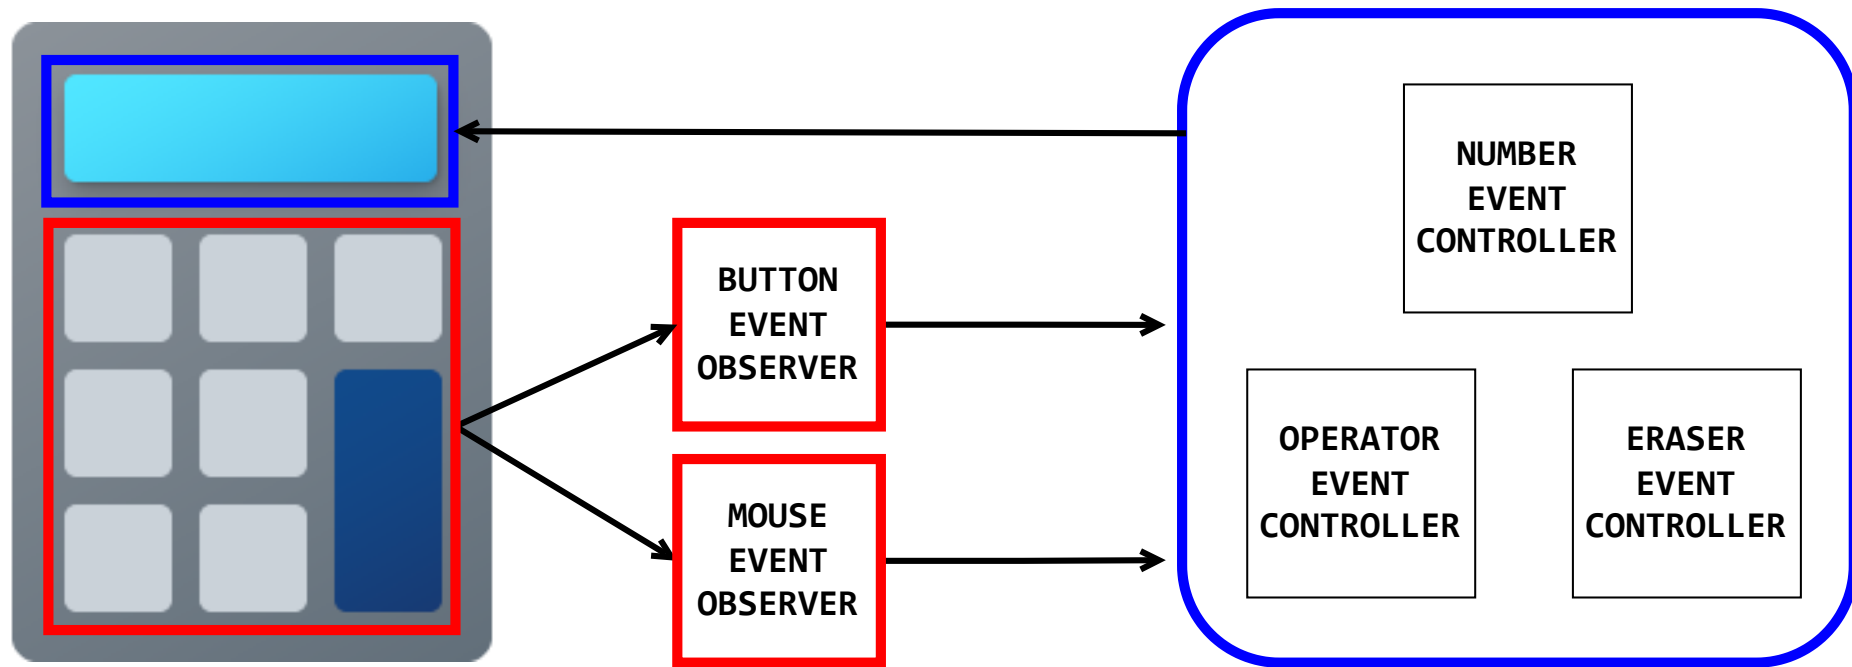 NUMBER
EVENT
CONTROLLER
BUTTON
EVENT
OBSERVER
OPERATOR
EVENT
CONTROLLER
ERASER
EVENT
CONTROLLER
MOUSE
EVENT
OBSERVER